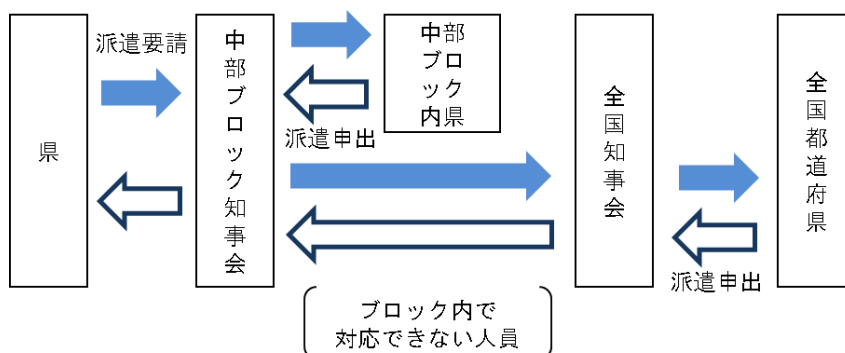 県
派遣要請
中部ブロック知事会
中部
ブロ
ック
内県
派遣申出
全国知事会
全国都道府県
派遣申出
ブロック内で
対応できない人員